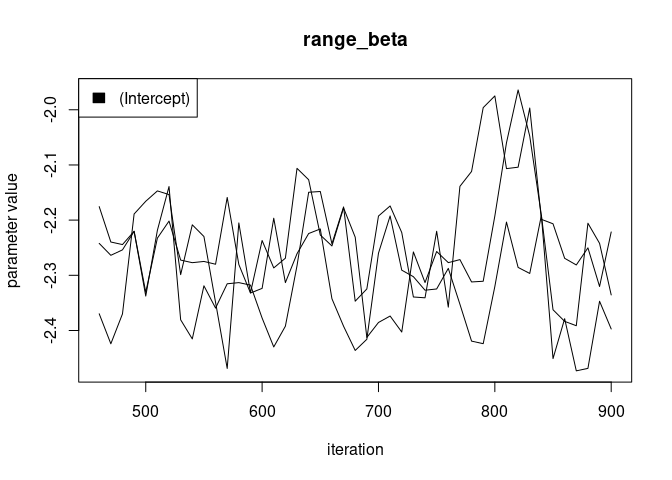 range_beta
(Intercept)
parameter value
-2.0
-2.1
-2.2
-2.3
-2.4
500 600 700 800 900
iteration